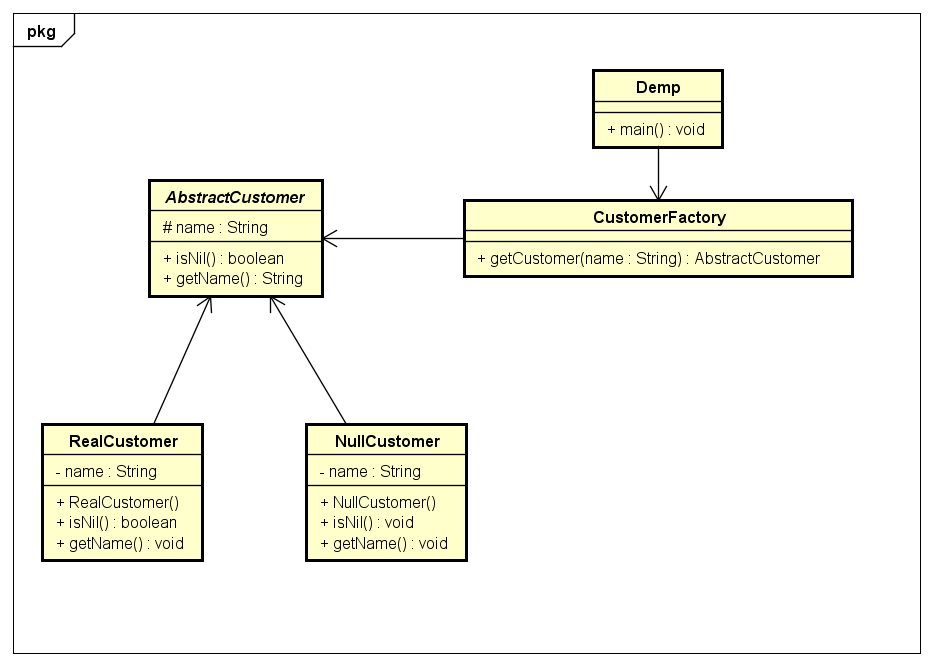 pkg
Demp
+ main() : void
AbstractCustomer
# name : String
+ isNil() : boolean
+ getName() : String
CustomerFactory
+ getCustomer(name : String) : AbstractCustomer
RealCustomer
- name : String
+ RealCustomer()
+ isNil() : boolean
+ getName() : void
NullCustomer
- name : String
+ NullCustomer()
+ isNil() : void
+ getName() : void